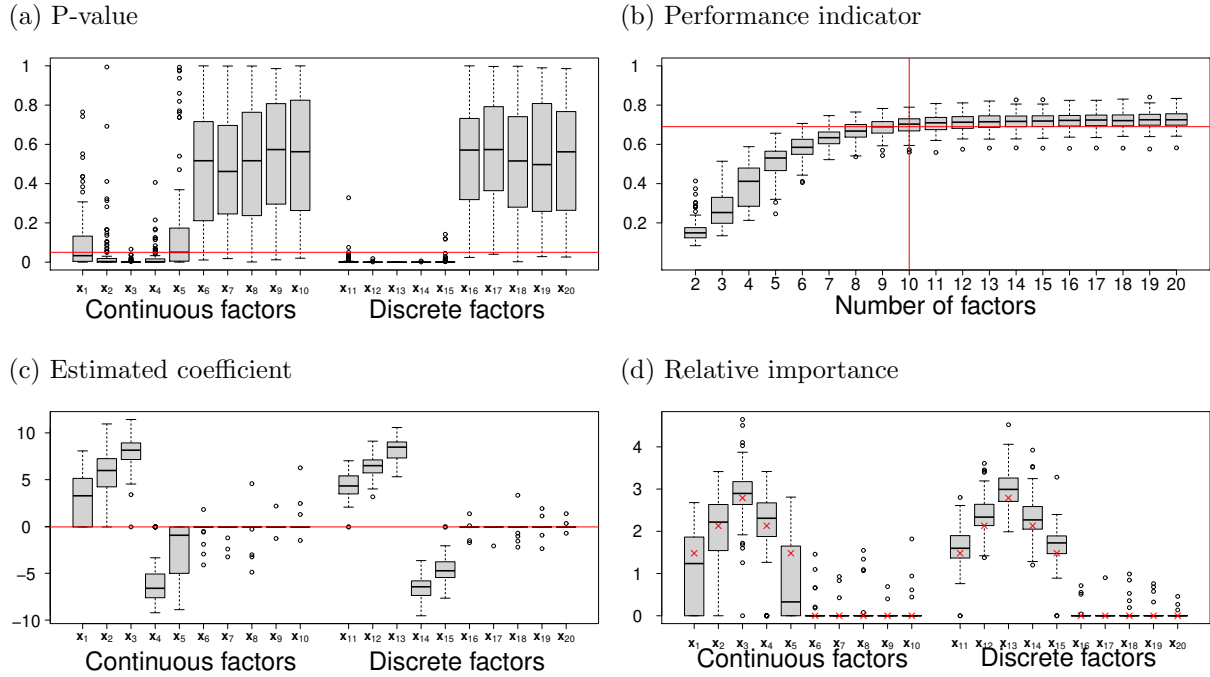 (a) P-value
1
0.8
0.6
0.4
0.2
0
x₁ x₂ x₃ x₄ x₅ x₆ x₇ x₈ x₉ x₁₀ x₁₁ x₁₂ x₁₃ x₁₄ x₁₅ x₁₆ x₁₇ x₁₈ x₁₉ x₂₀
Continuous factors Discrete factors
(b) Performance indicator
1
0.8
0.6
0.4
0.2
2 3 4 5 6 7 8 9 10 11 12 13 14 15 16 17 18 19 20
Number of factors
(c) Estimated coefficient
10
5
0
−5
−10
x₁ x₂ x₃ x₄ x₅ x₆ x₇ x₈ x₉ x₁₀ x₁₁ x₁₂ x₁₃ x₁₄ x₁₅ x₁₆ x₁₇ x₁₈ x₁₉ x₂₀
Continuous factors Discrete factors
(d) Relative importance
4
3
2
1
0
x₁ x₂ x₃ x₄ x₅ x₆ x₇ x₈ x₉ x₁₀ x₁₁ x₁₂ x₁₃ x₁₄ x₁₅ x₁₆ x₁₇ x₁₈ x₁₉ x₂₀
Continuous factors Discrete factors